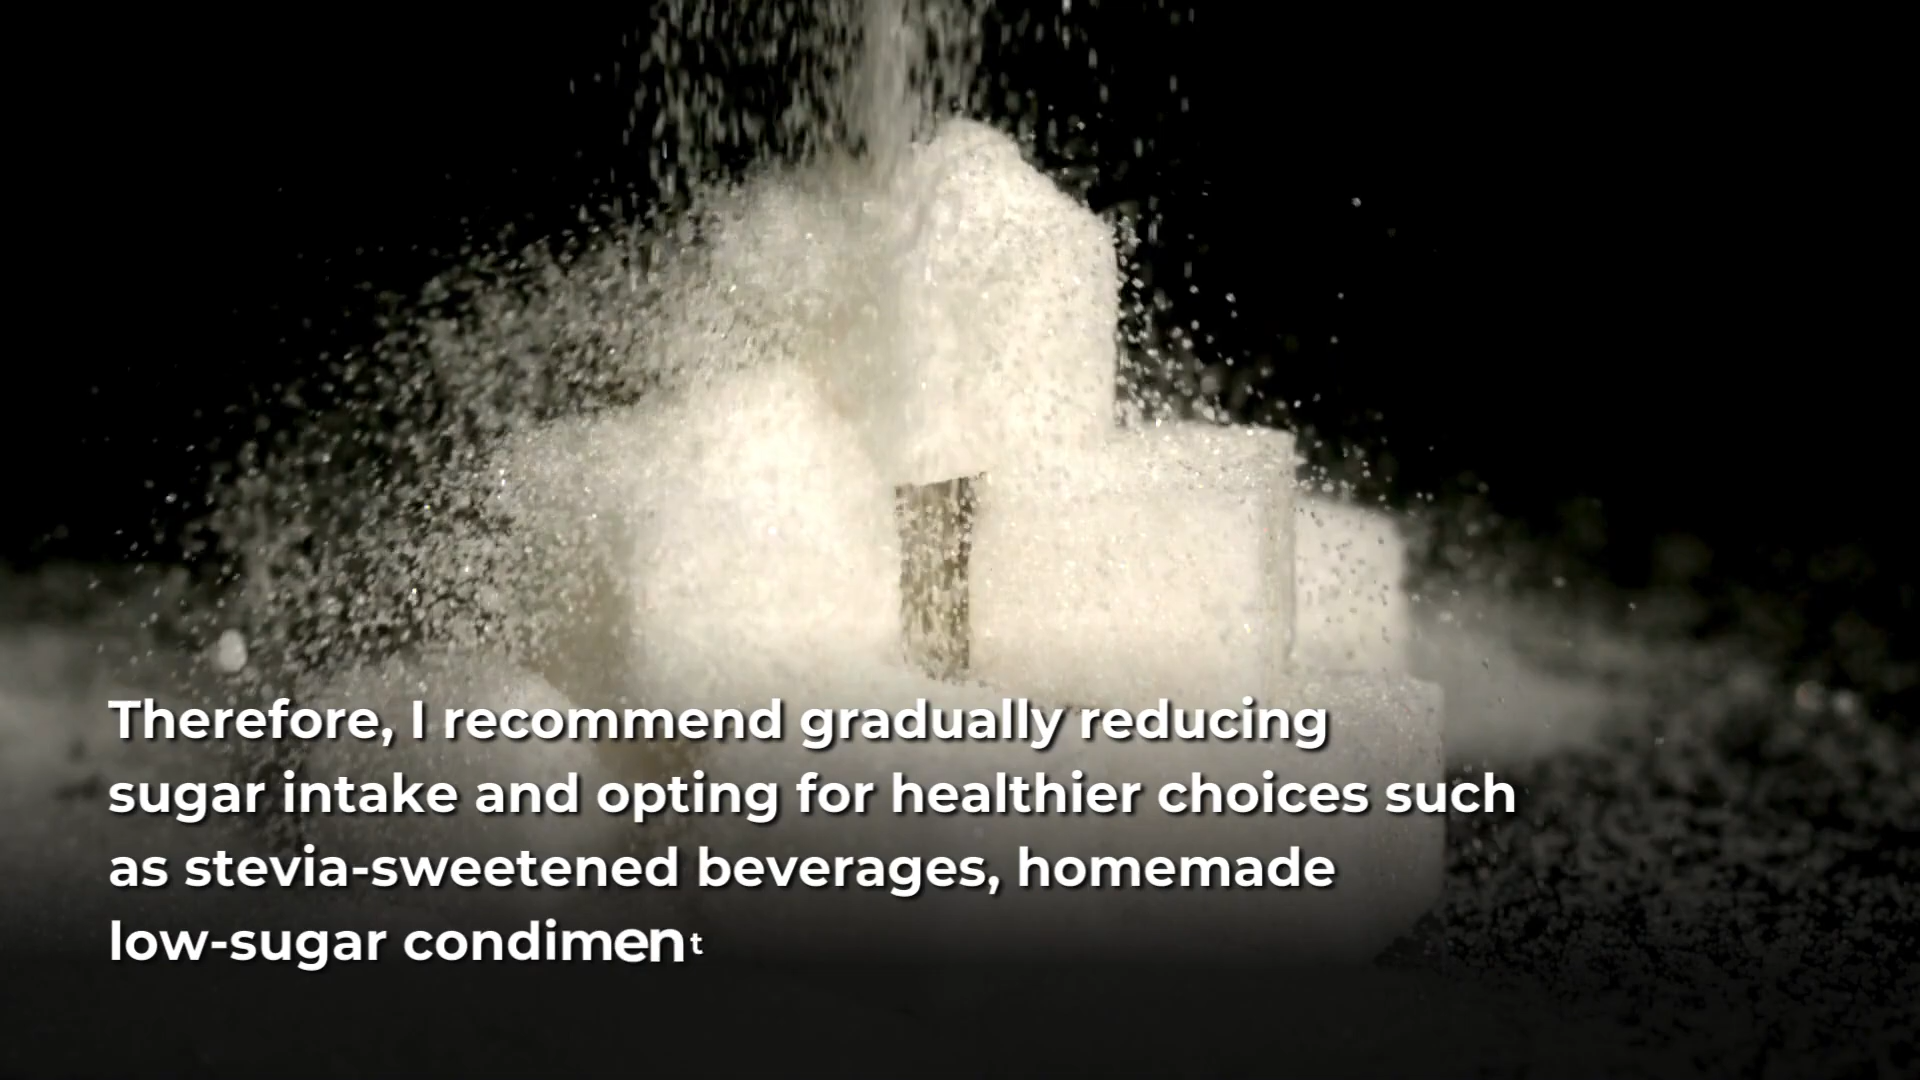 Therefore, I recommend gradually reducing
sugar intake and opting for healthier choices such
as stevia-sweetened beverages, homemade
low-sugar condiment